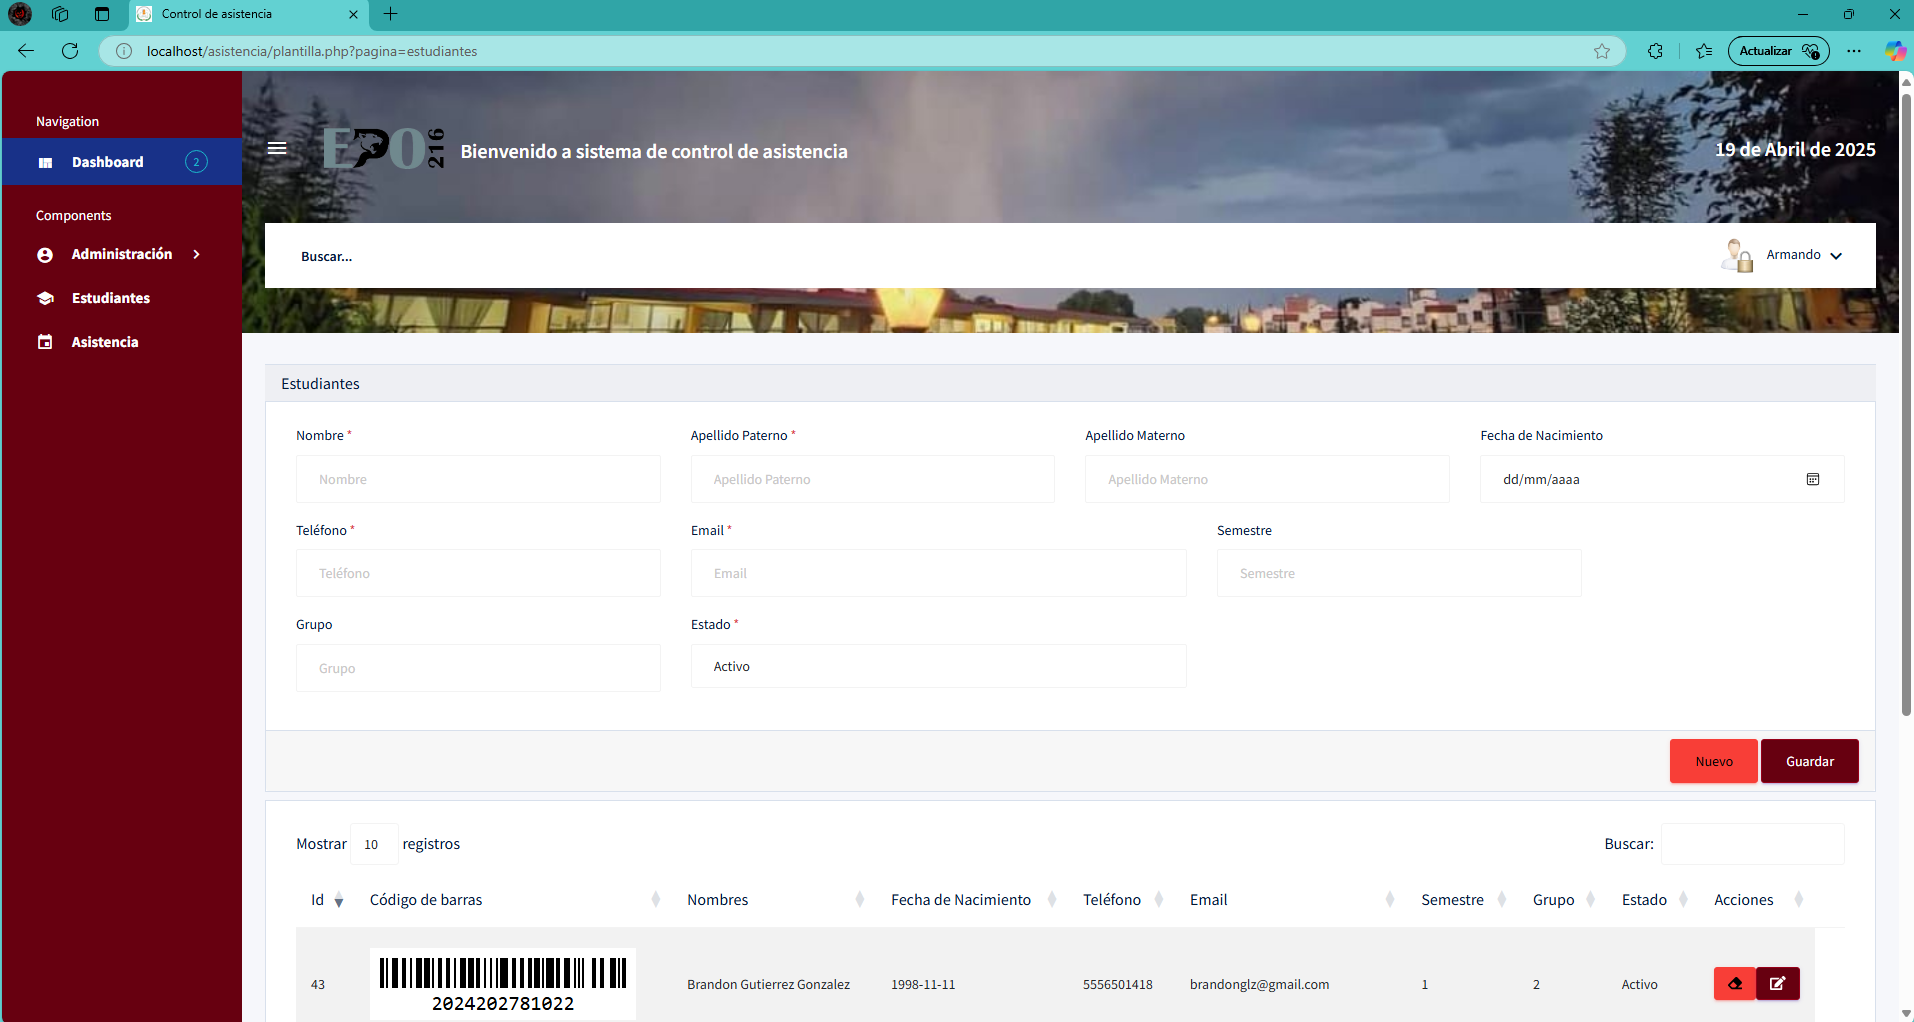 Control de asistencia
localhost/asistencia/plantilla.php?pagina=estudiantes
Actualizar
Navigation
Dashboard 2
Components
Administración
Estudiantes
Asistencia
EPO 216
Bienvenido a sistema de control de asistencia
19 de Abril de 2025
Buscar...
Armando
Estudiantes
Nombre * Apellido Paterno * Apellido Materno Fecha de Nacimiento
Nombre Apellido Paterno Apellido Materno dd/mm/aaaa
Teléfono * Email * Semestre
Teléfono Email Semestre
Grupo Estado *
Grupo Activo
Nuevo Guardar
Mostrar 10 registros Buscar:
Id Código de barras Nombres Fecha de Nacimiento Teléfono Email Semestre Grupo Estado Acciones
43 Brandon Gutierrez Gonzalez 1998-11-11 5556501418 brandonglz@gmail.com 1 2 Activo
2024202781022